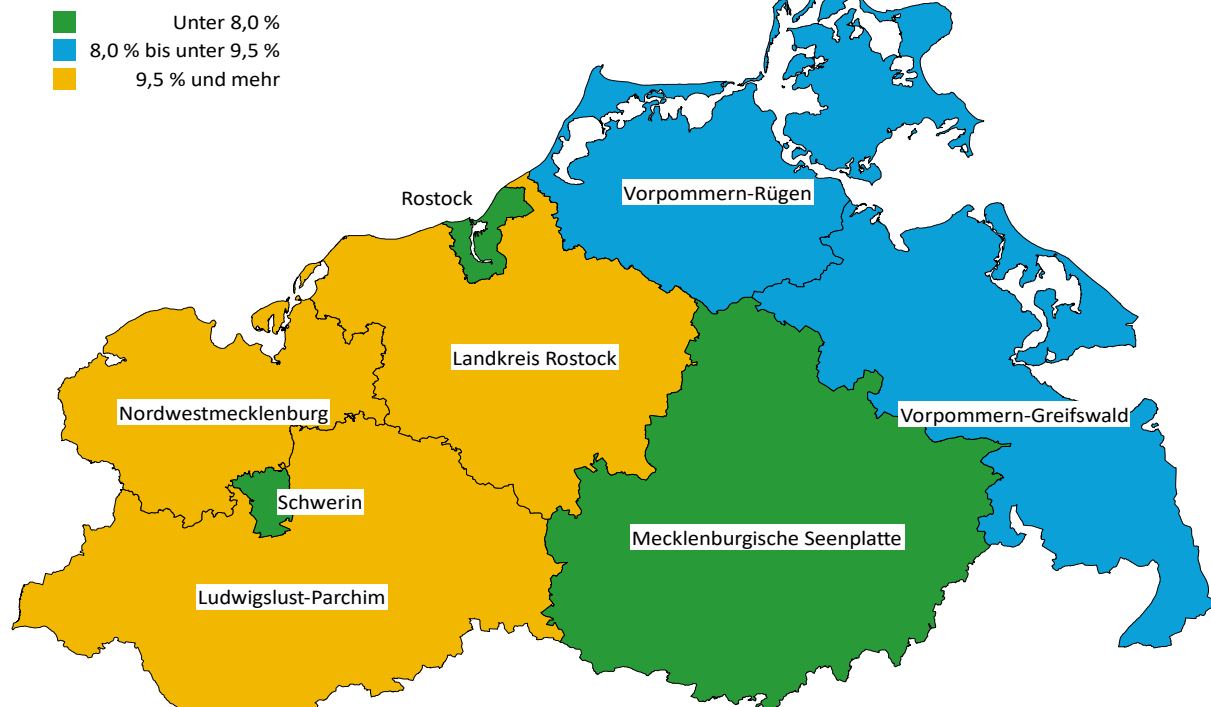 Unter 8,0 %
8,0 % bis unter 9,5 %
9,5 % und mehr
Vorpommern-Rügen
Rostock
Landkreis Rostock
Nordwestmecklenburg
Vorpommern-Greifswald
Schwerin
Mecklenburgische Seenplatte
Ludwigslust-Parchim